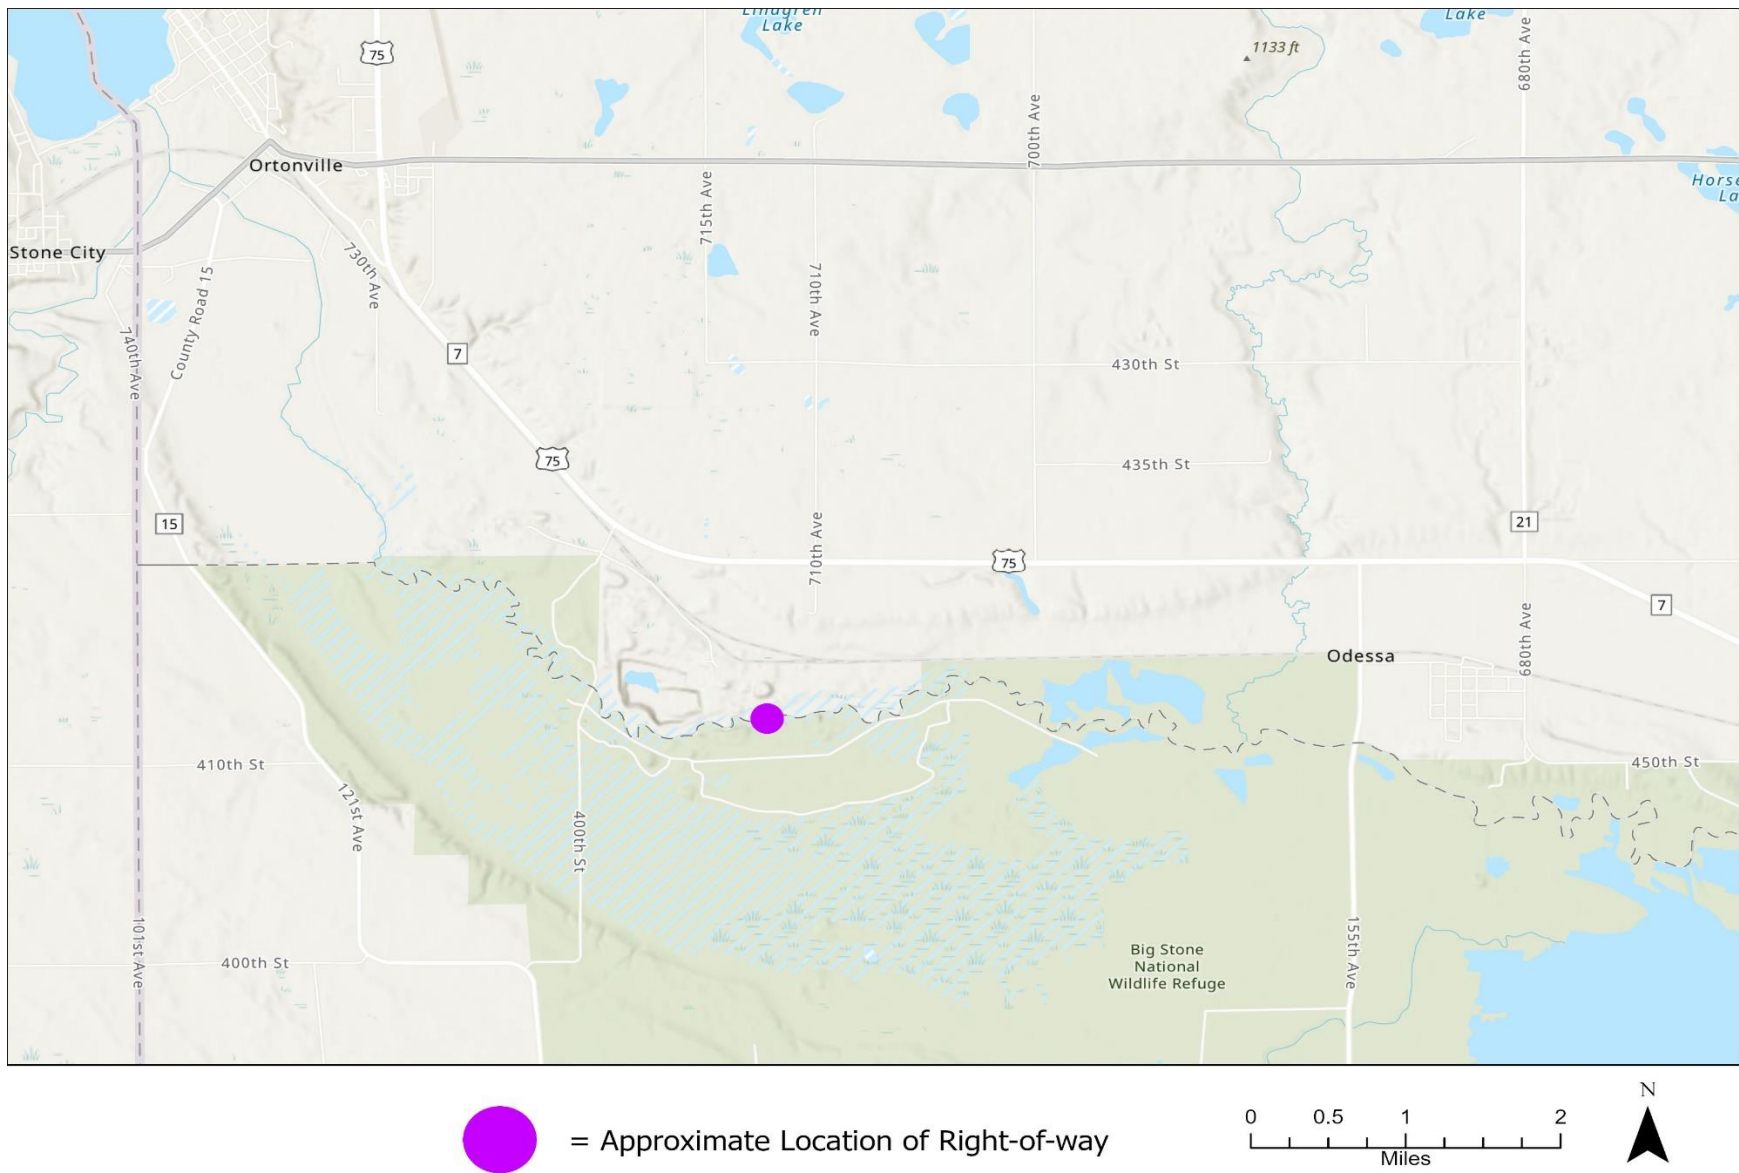 Lindgren
Lake
Lake
75
1133 ft
680th Ave
700th Ave
Ortonville
715th Ave
Horse
La
Stone City
730th Ave
710th Ave
County Road 15
740th Ave
7
430th St
75
435th St
15
710th Ave
75
21
7
680th Ave
Odessa
410th St
450th St
121st Ave
400th St
101st Ave
400th St
155th Ave
Big Stone
National
Wildlife Refuge
= Approximate Location of Right-of-way
0 0.5 1 2
Miles
N